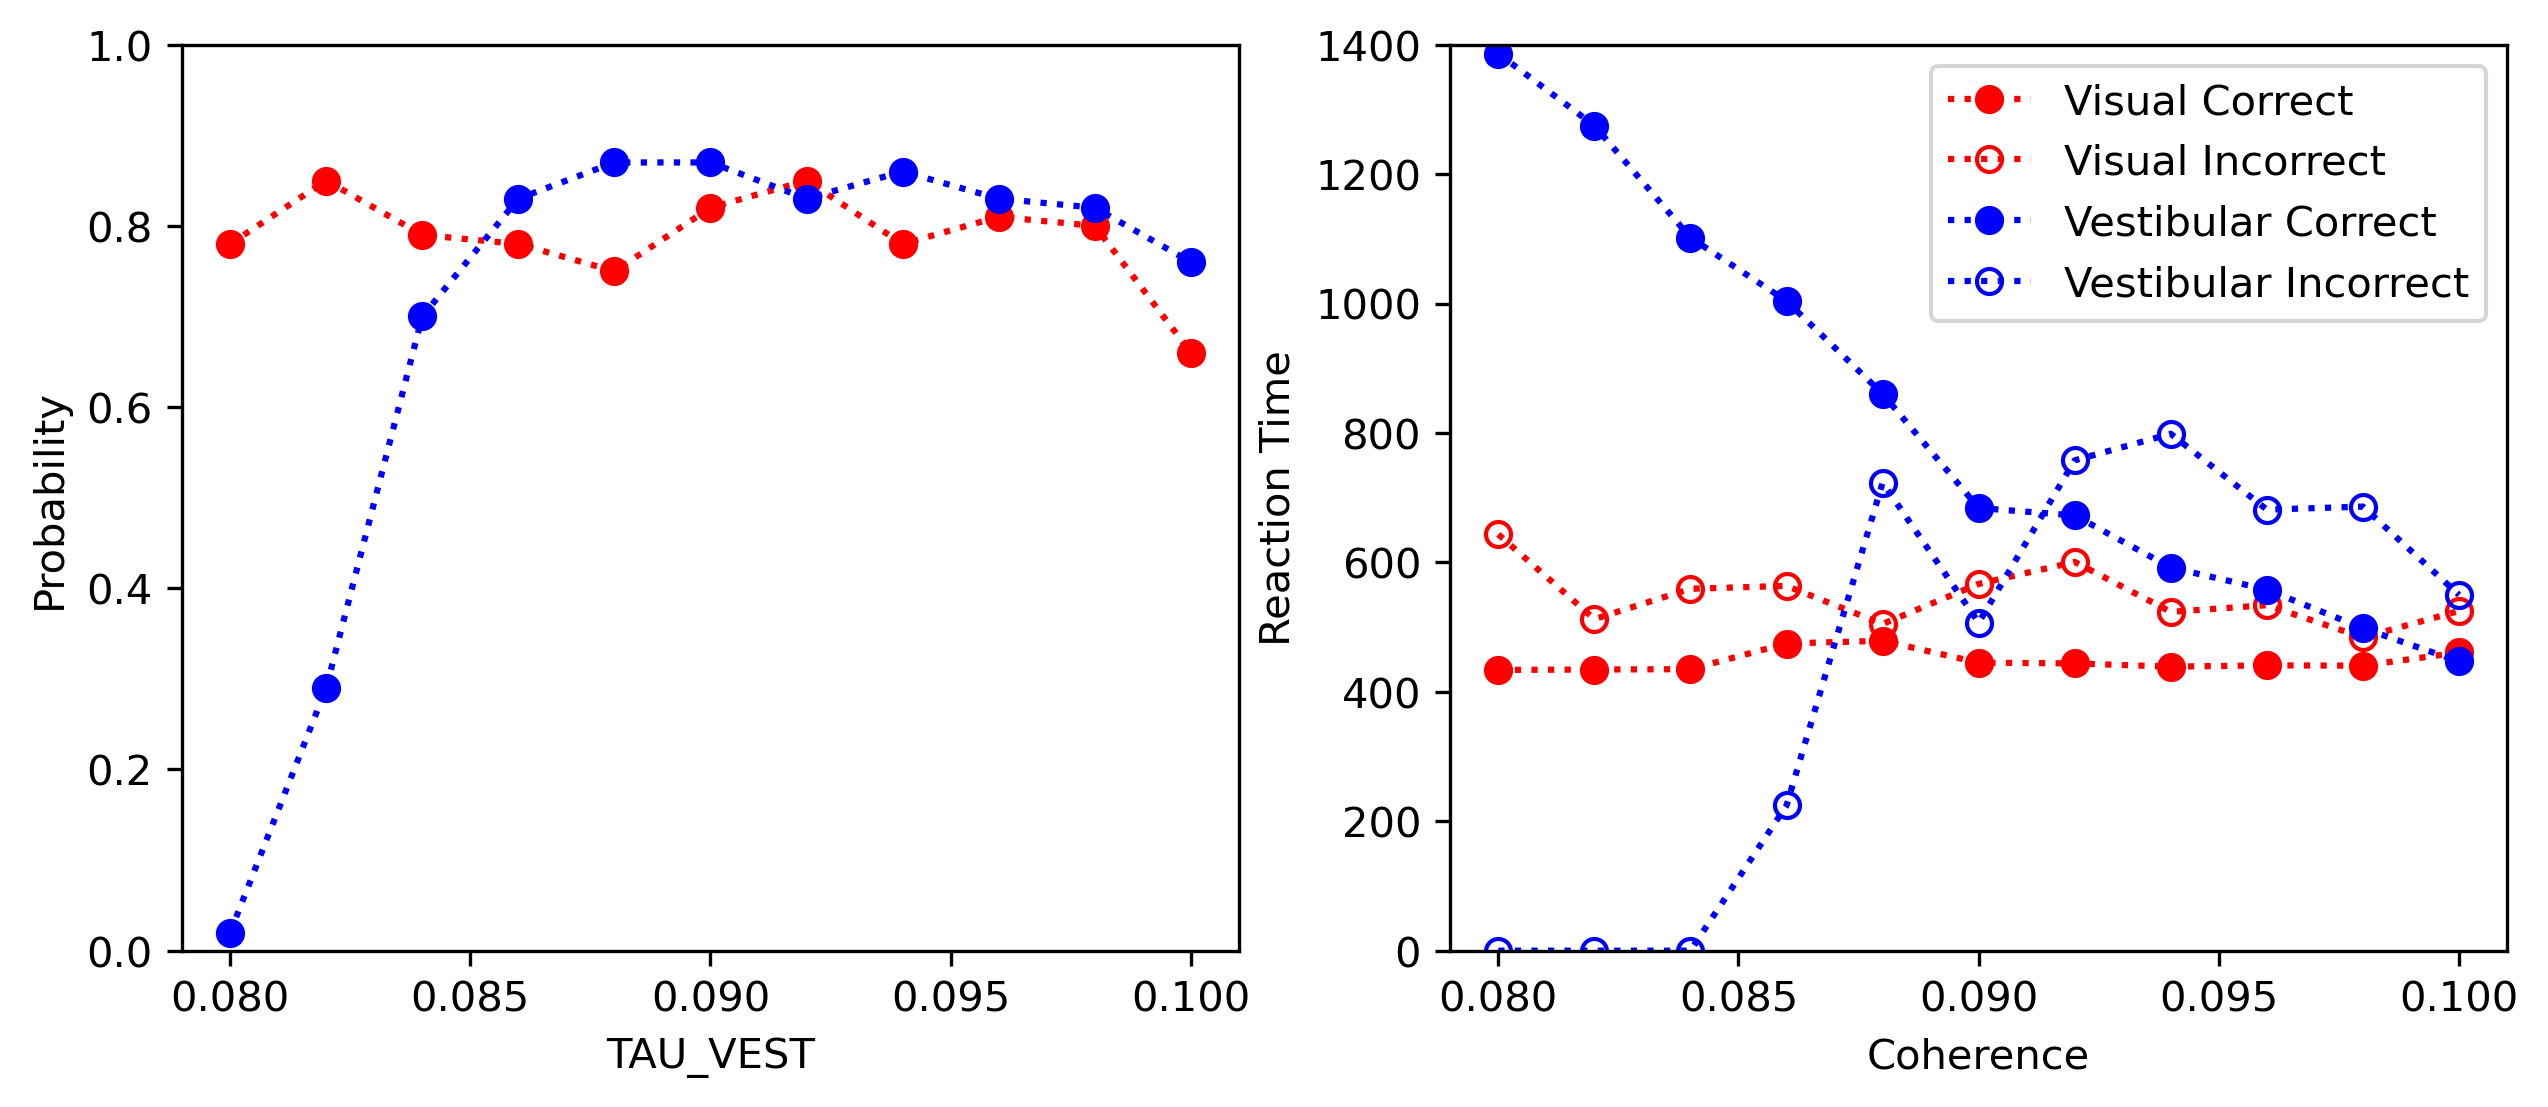 1.0
0.8
0.6
0.4
0.2
0.0
Probability
0.080 0.085 0.090 0.095 0.100
TAU_VEST
1400
1200
1000
800
600
400
200
0
Reaction Time
0.080 0.085 0.090 0.095 0.100
Coherence
Visual Correct
Visual Incorrect
Vestibular Correct
Vestibular Incorrect